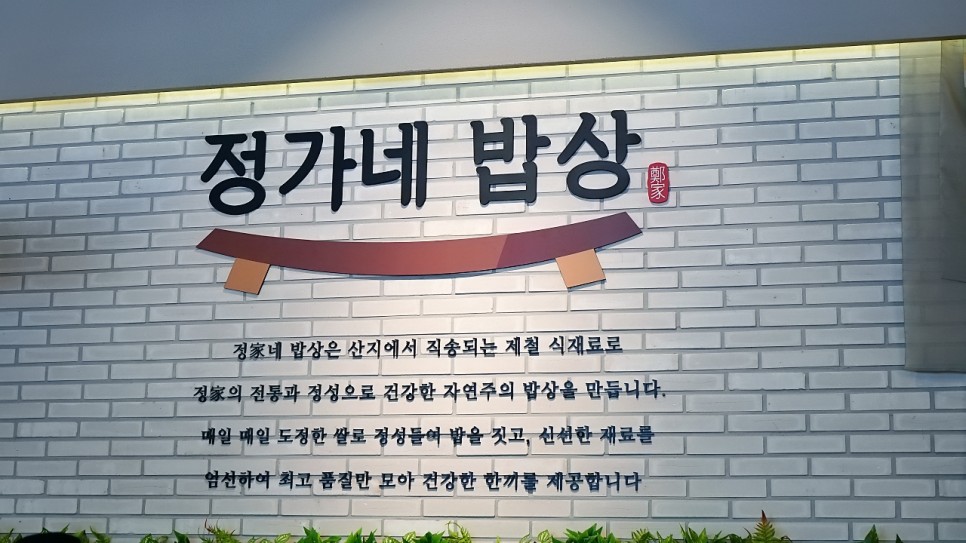 정가네 밥상
鄭家
정家네 밥상은 산지에서 직송되는 제철 식재료로
정家의 전통과 정성으로 건강한 자연주의 밥상을 만듭니다.
매일 매일 도정한 쌀로 정성들여 밥을 짓고, 신선한 재료를
엄선하여 최고 품질만 모아 건강한 한끼를 제공합니다